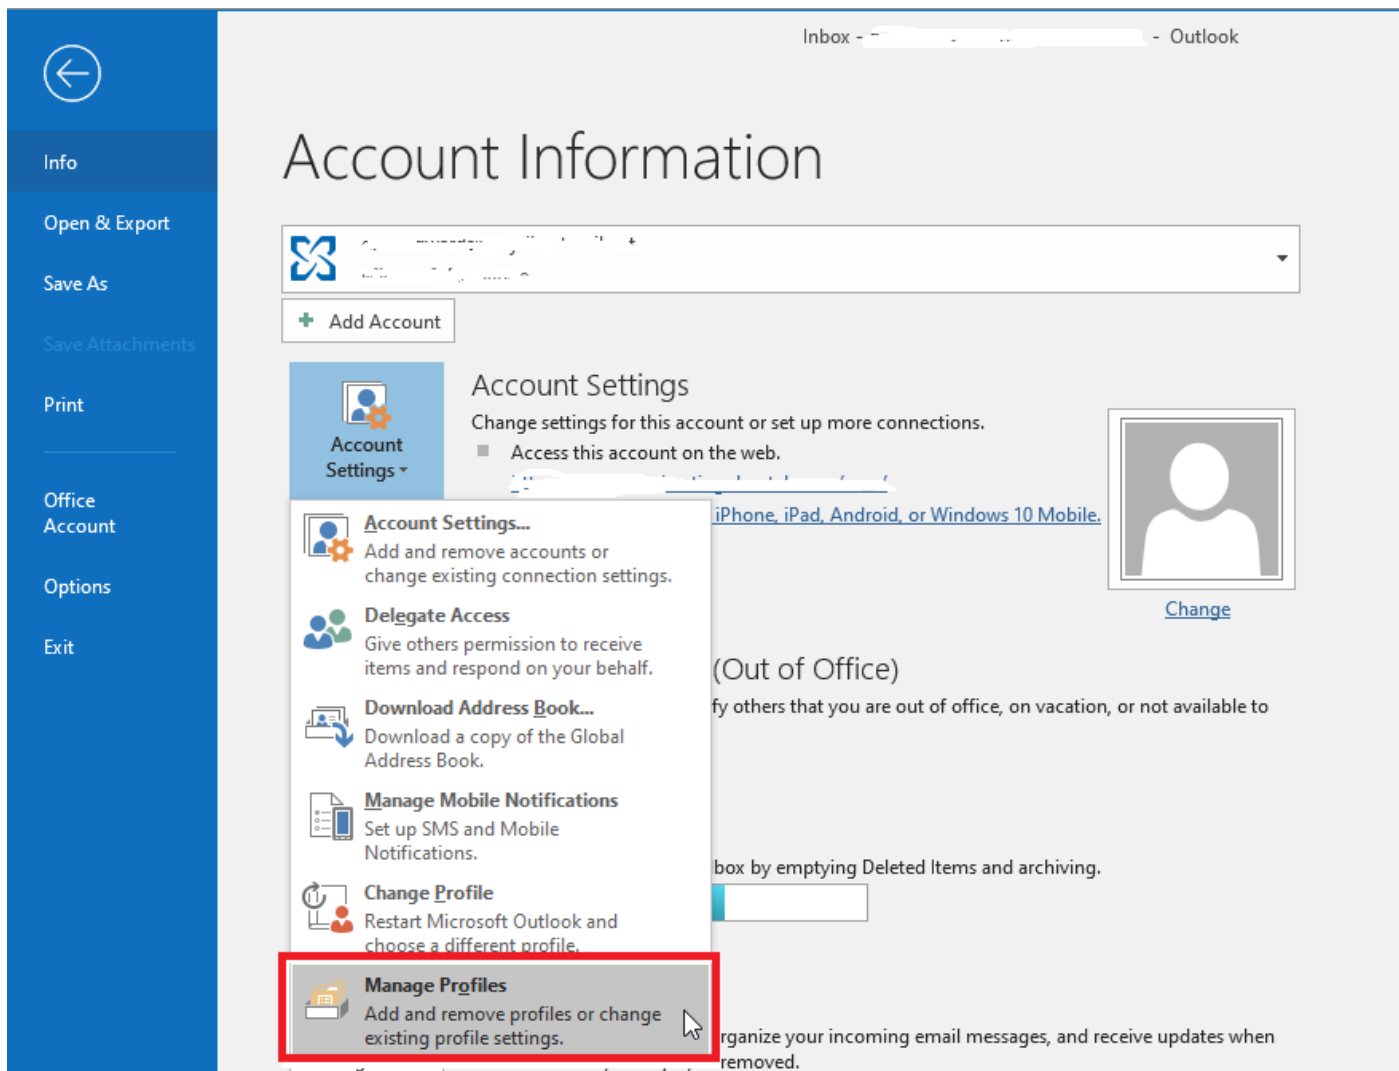 Inbox - - Outlook
Account Information
Info
Open & Export
Save As
Save Attachments
Print
Office
Account
Options
Exit
Add Account
Account
Settings
Account Settings
Change settings for this account or set up more connections.
Access this account on the web.
iPhone, iPad, Android, or Windows 10 Mobile.
Change
Account Settings...
Add and remove accounts or
change existing connection settings.
Delegate Access
Give others permission to receive
items and respond on your behalf.
Download Address Book...
Download a copy of the Global
Address Book.
Manage Mobile Notifications
Set up SMS and Mobile
Notifications.
Change Profile
Restart Microsoft Outlook and
choose a different profile.
Manage Profiles
Add and remove profiles or change
existing profile settings.
(Out of Office)
fy others that you are out of office, on vacation, or not available to
box by emptying Deleted Items and archiving.
rganize your incoming email messages, and receive updates when
removed.